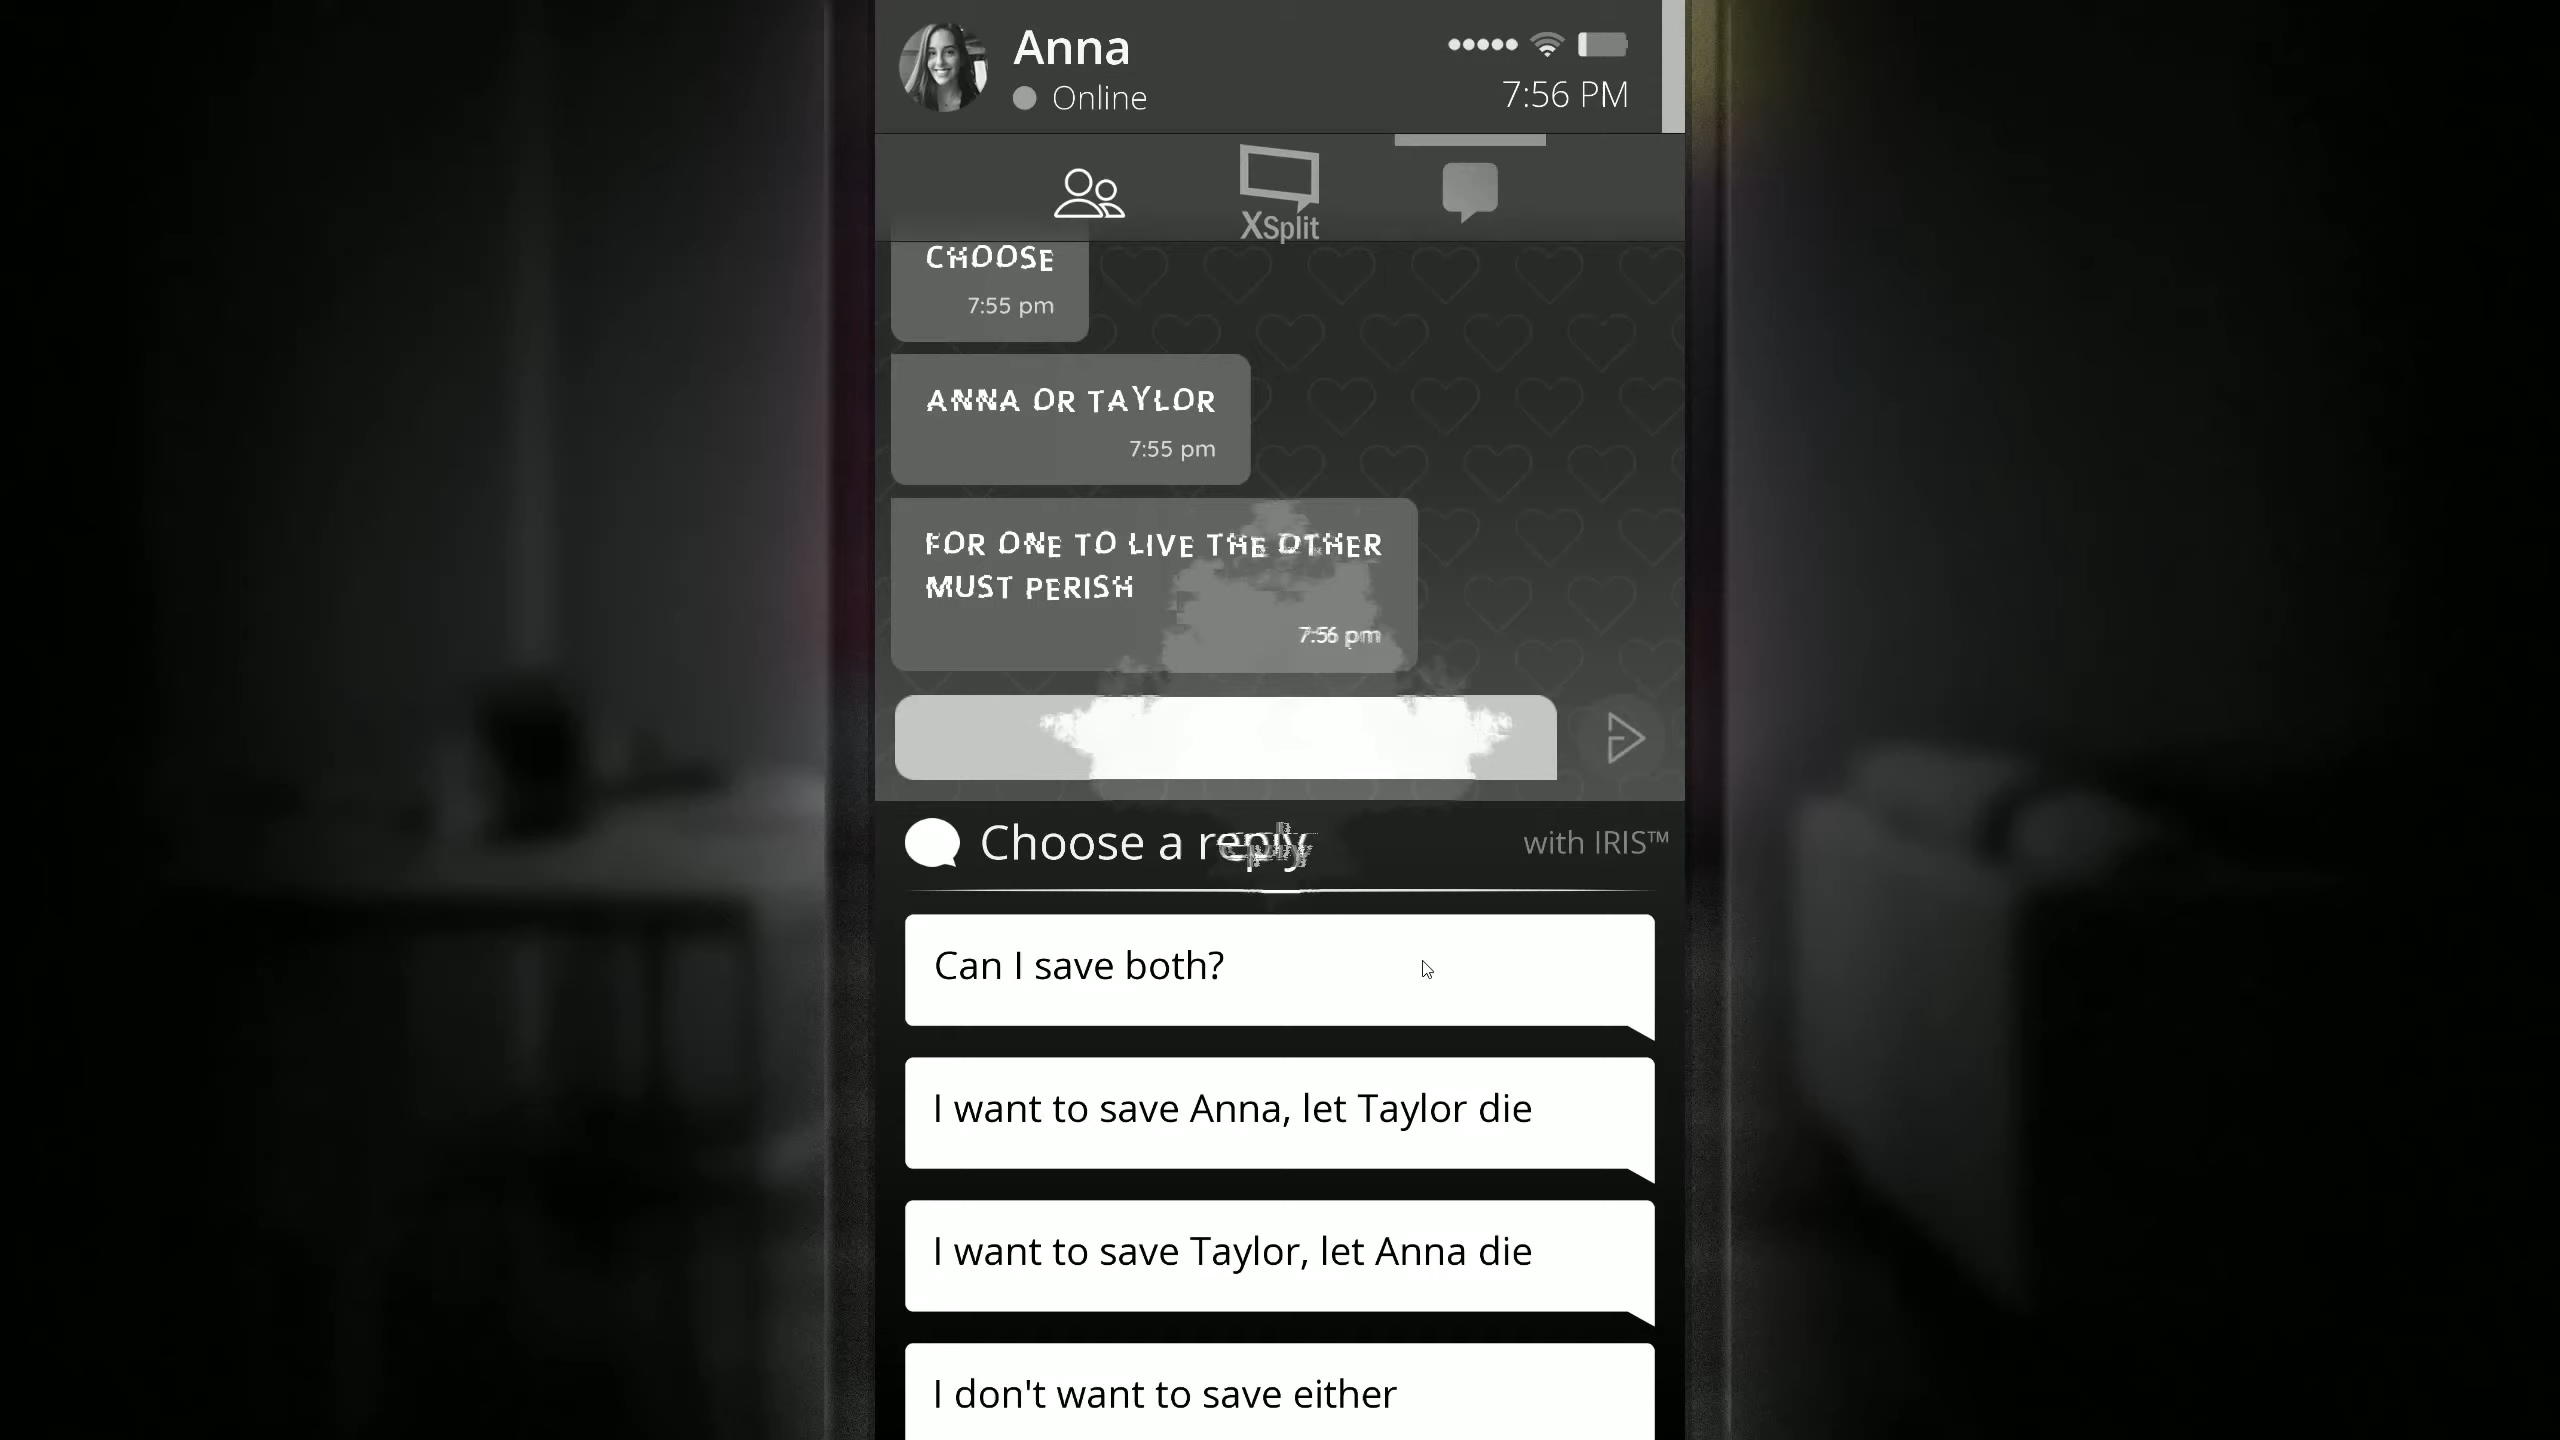 Anna
Online
7:56 PM
XSplit
CHOOSE
7:55 pm
ANNA OR TAYLOR
7:55 pm
FOR ONE TO LIVE THE OTHER
MUST PERISH
7:56 pm
Choose a reply
with IRIS™
Can I save both?
I want to save Anna, let Taylor die
I want to save Taylor, let Anna die
I don't want to save either